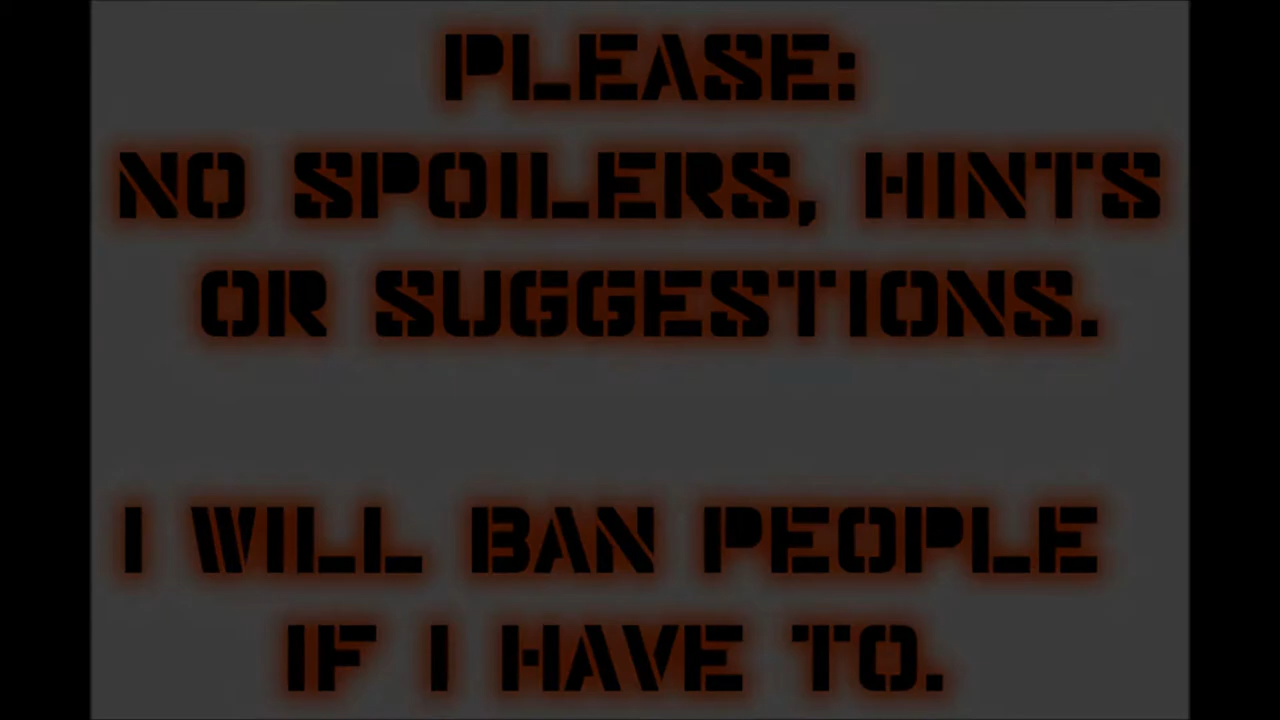 PLEASE:
NO SPOILERS, HINTS
OR SUGGESTIONS.
I WILL BAN PEOPLE
IF I HAVE TO.